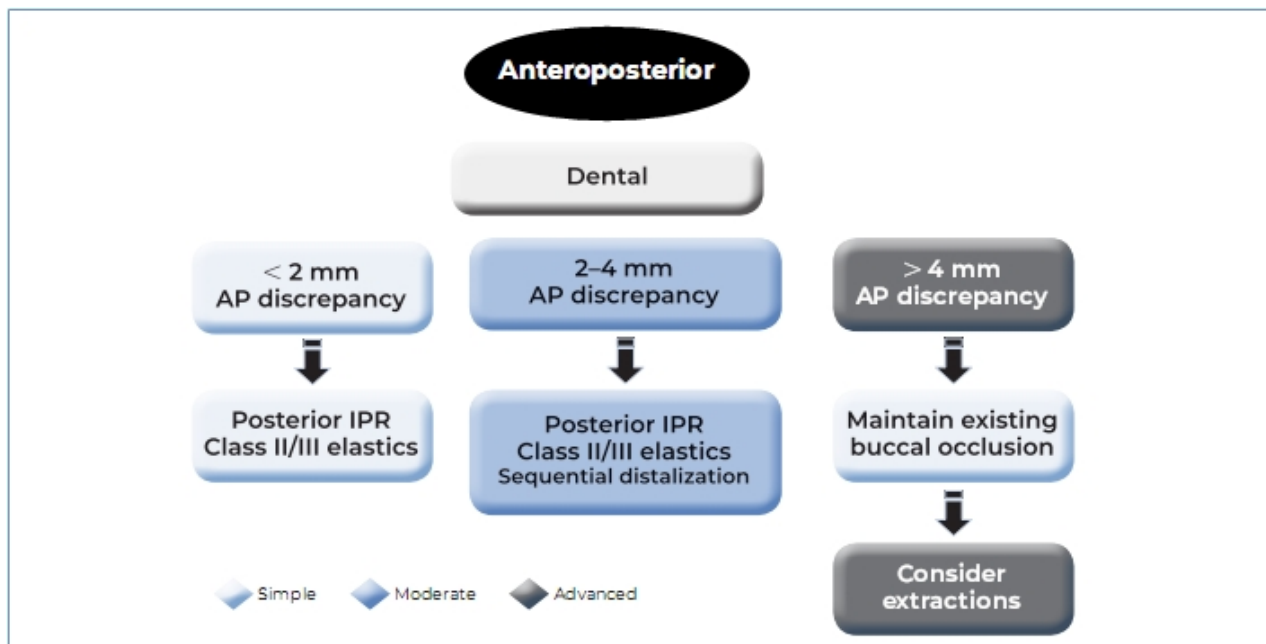 Anteroposterior
Dental
< 2 mm
AP discrepancy
2–4 mm
AP discrepancy
> 4 mm
AP discrepancy
Posterior IPR
Class II/III elastics
Posterior IPR
Class II/III elastics
Sequential distalization
Maintain existing
buccal occlusion
Consider
extractions
Simple
Moderate
Advanced